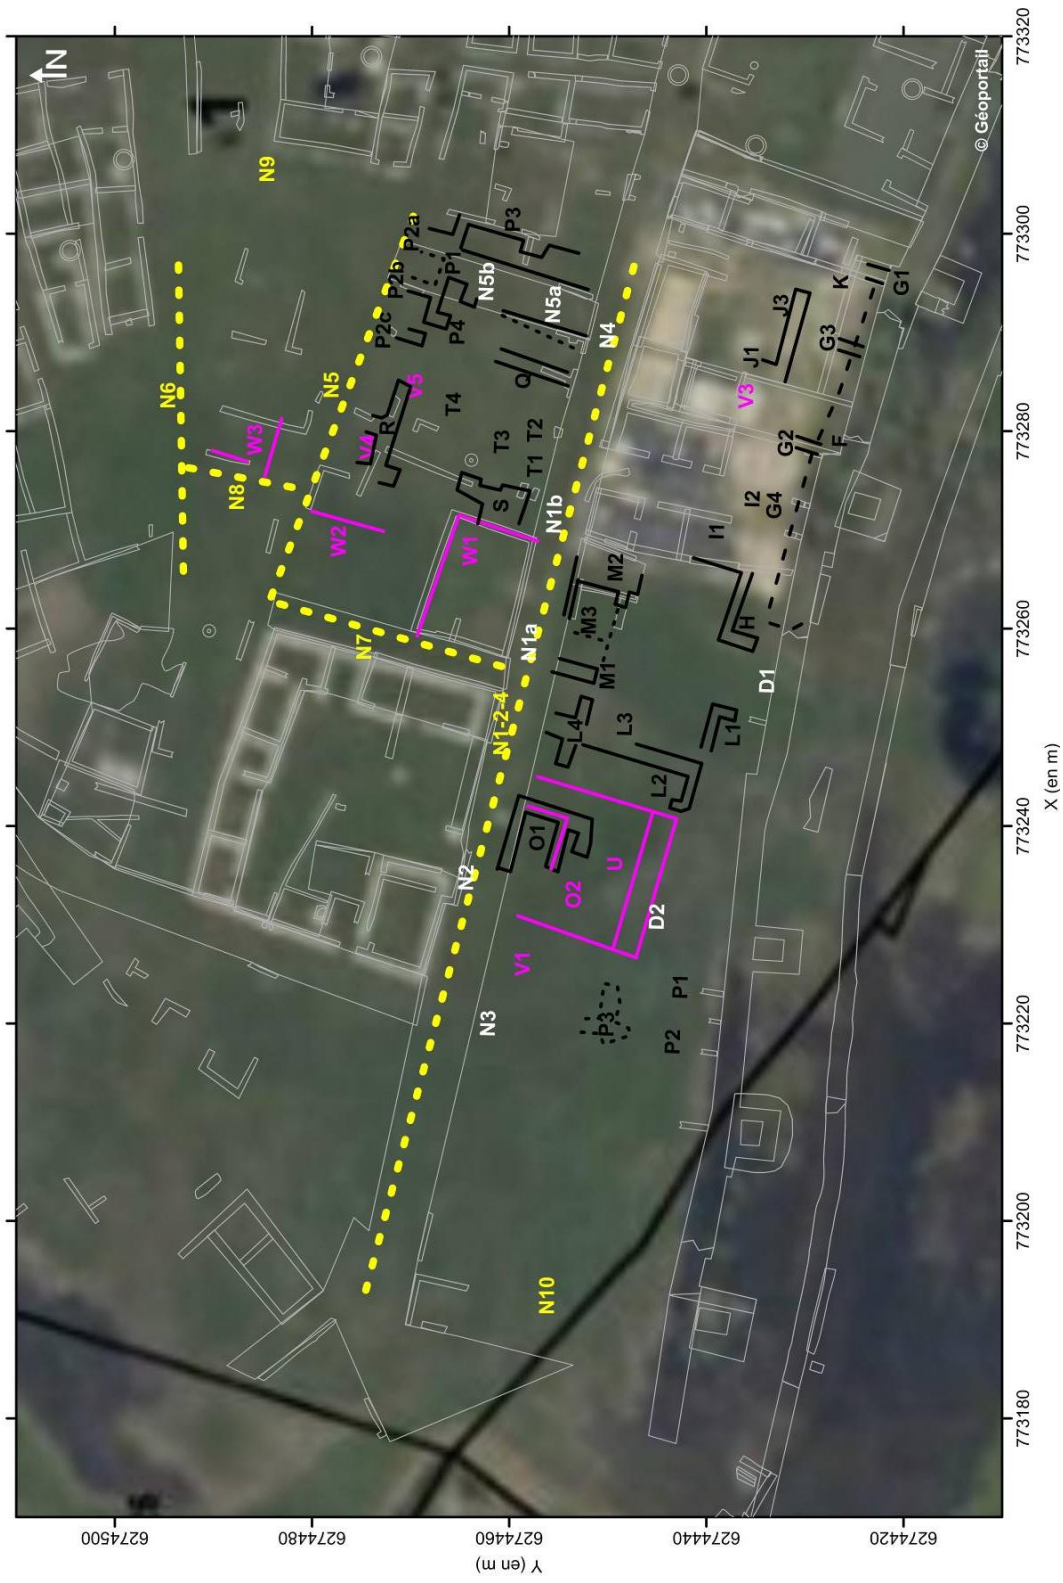 N
6274500
6274480
6274460
6274440
6274420
Y (en m)
N6
N8
W3
N9
N5
W2
N7
V4
R
V5
P2c
P2b
P2a
T4
P4
P1
N5b
P3
W1
S
T3
Q
T1
T2
N5a
N2
N3
N1-2-4
N1a
N1b
N4
N10
V1
O1
O2
U
D2
P3
P1
P2
L4
L3
L2
L1
M1
M3
M2
D1
H
I1
I2
G4
V3
G2
F
J1
J3
G3
K
G1
© Géoportail
773180
773200
773220
773240
773260
773280
773300
773320
X (en m)